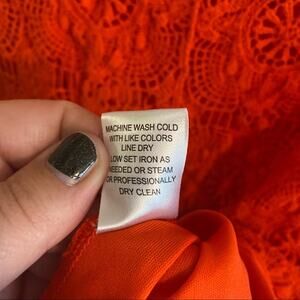 MACHINE WASH COLD
WITH LIKE COLORS
LINE DRY
LOW SET IRON AS
NEEDED OR STEAM
OR PROFESSIONALLY
DRY CLEAN